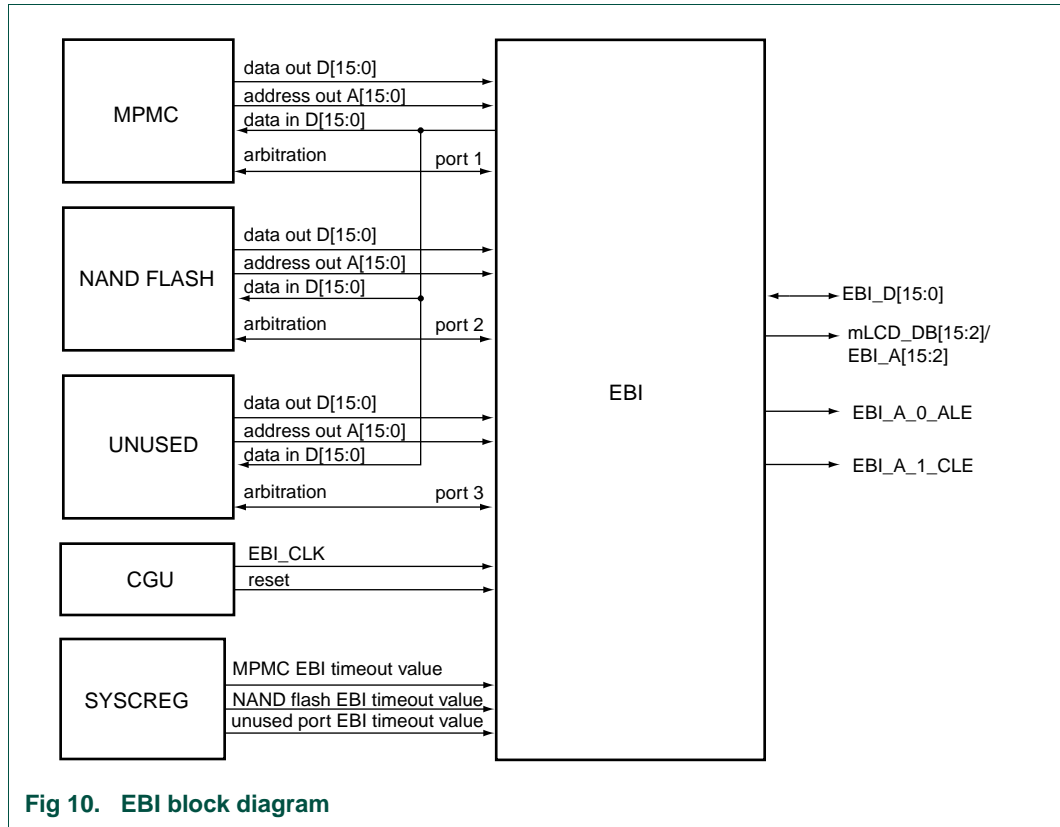 MPMC
data out D[15:0]
address out A[15:0]
data in D[15:0]
arbitration
port 1
NAND FLASH
data out D[15:0]
address out A[15:0]
data in D[15:0]
arbitration
port 2
UNUSED
data out D[15:0]
address out A[15:0]
data in D[15:0]
arbitration
port 3
CGU
EBI_CLK
reset
SYSCREG
MPMC EBI timeout value
NAND flash EBI timeout value
unused port EBI timeout value
EBI
EBI_D[15:0]
mLCD_DB[15:2]/
EBI_A[15:2]
EBI_A_0_ALE
EBI_A_1_CLE
Fig 10. EBI block diagram